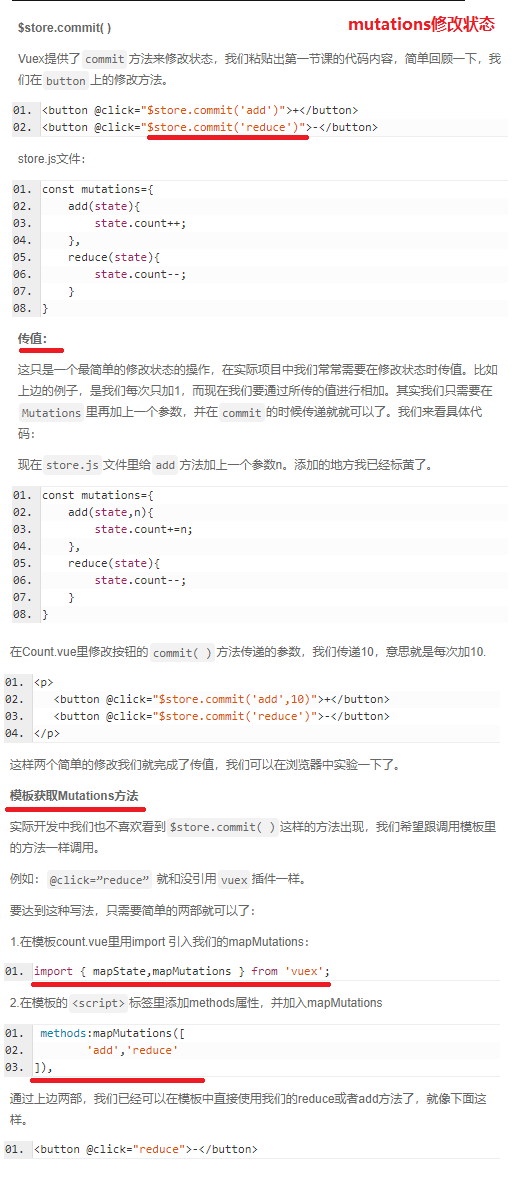 $store.commit( )
mutations修改状态
Vuex提供了 commit 方法来修改状态，我们粘贴出第一节课的代码内容，简单回顾一下，我
们在 button 上的修改方法。
01. <button @click="$store.commit('add')">+</button>
02. <button @click="$store.commit('reduce')">-</button>
store.js文件：
01. const mutations={
02.     add(state){
03.         state.count++;
04.     },
05.     reduce(state){
06.         state.count--;
07.     }
08. }
传值：
这只是一个最简单的修改状态的操作，在实际项目中我们常常需要在修改状态时传值。比如
上边的例子，是我们每次只加1，而现在我们要通过所传的值进行相加。其实我们只需要在
Mutations 里再加上一个参数，并在 commit 的时候传递就就可以了。我们来看具体代
码：
现在 store.js 文件里给 add 方法加上一个参数n。添加的地方我已经标黄了。
01. const mutations={
02.     add(state,n){
03.         state.count+=n;
04.     },
05.     reduce(state){
06.         state.count--;
07.     }
08. }
在Count.vue里修改按钮的 commit( ) 方法传递的参数，我们传递10，意思就是每次加10.
01. <p>
02.    <button @click="$store.commit('add',10)">+</button>
03.    <button @click="$store.commit('reduce')">-</button>
04. </p>
这样两个简单的修改我们就完成了传值，我们可以在浏览器中实验一下了。
模板获取Mutations方法
实际开发中我们也不喜欢看到 $store.commit( ) 这样的方法出现，我们希望跟调用模板里
的方法一样调用。
例如： @click=”reduce” 就和没引用 vuex 插件一样。
要达到这种写法，只需要简单的两部就可以了：
1.在模板count.vue里用import 引入我们的mapMutations：
01. import { mapState,mapMutations } from 'vuex';
2.在模板的 <script> 标签里添加methods属性，并加入mapMutations
01.  methods:mapMutations([
02.         'add','reduce'
03. ]),
通过上边两部，我们已经可以在模板中直接使用我们的reduce或者add方法了，就像下面这
样。
01. <button @click="reduce">-</button>